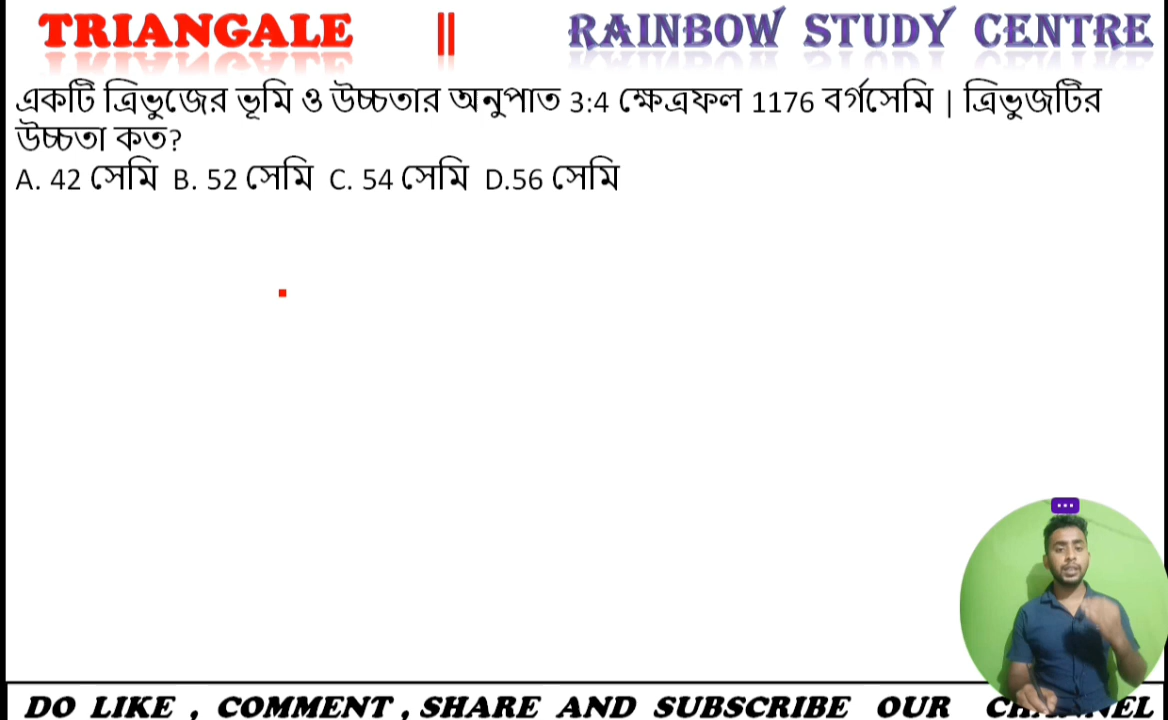 TRIANGALE || RAINBOW STUDY CENTRE
একটি ত্রিভুজের ভূমি ও উচ্চতার অনুপাত 3:4 ক্ষেত্রফল 1176 বর্গসেমি | ত্রিভুজটির
উচ্চতা কত?
A. 42 সেমি B. 52 সেমি C. 54 সেমি D.56 সেমি
DO LIKE , COMMENT , SHARE AND SUBSCRIBE OUR